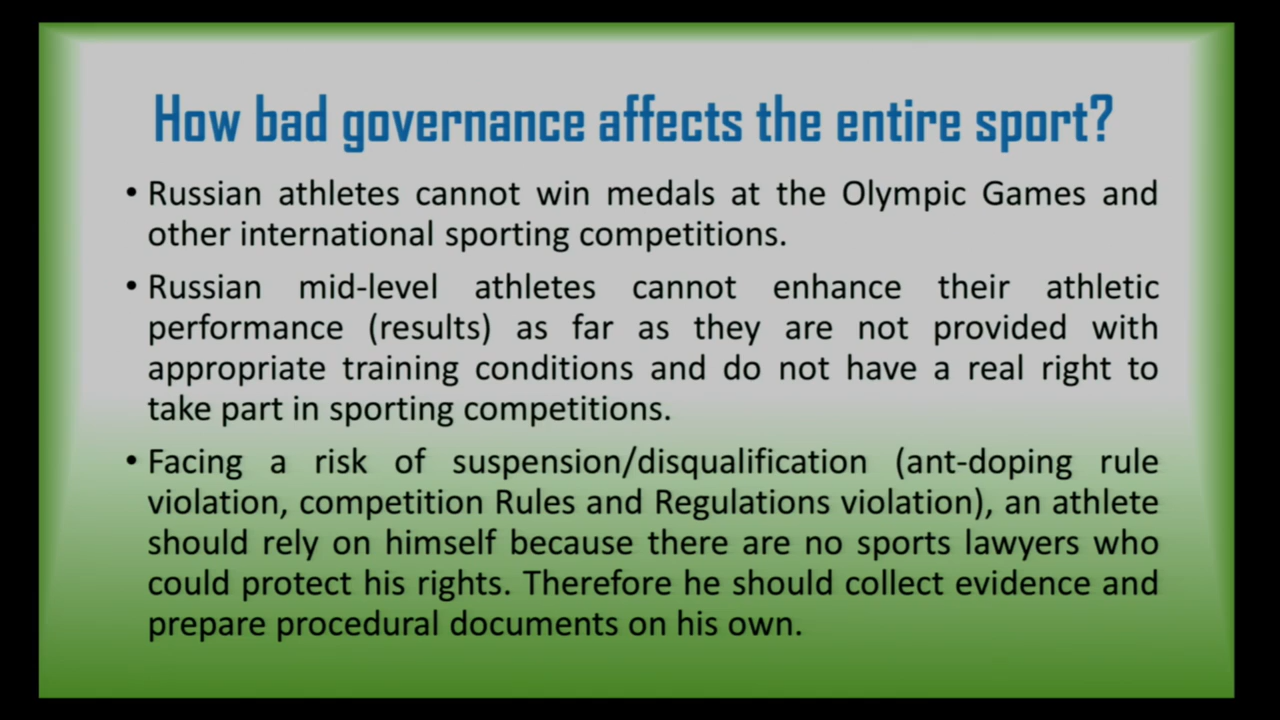 How bad governance affects the entire sport?
• Russian athletes cannot win medals at the Olympic Games and
other international sporting competitions.
• Russian mid-level athletes cannot enhance their athletic
performance (results) as far as they are not provided with
appropriate training conditions and do not have a real right to
take part in sporting competitions.
• Facing a risk of suspension/disqualification (ant-doping rule
violation, competition Rules and Regulations violation), an athlete
should rely on himself because there are no sports lawyers who
could protect his rights. Therefore he should collect evidence and
prepare procedural documents on his own.